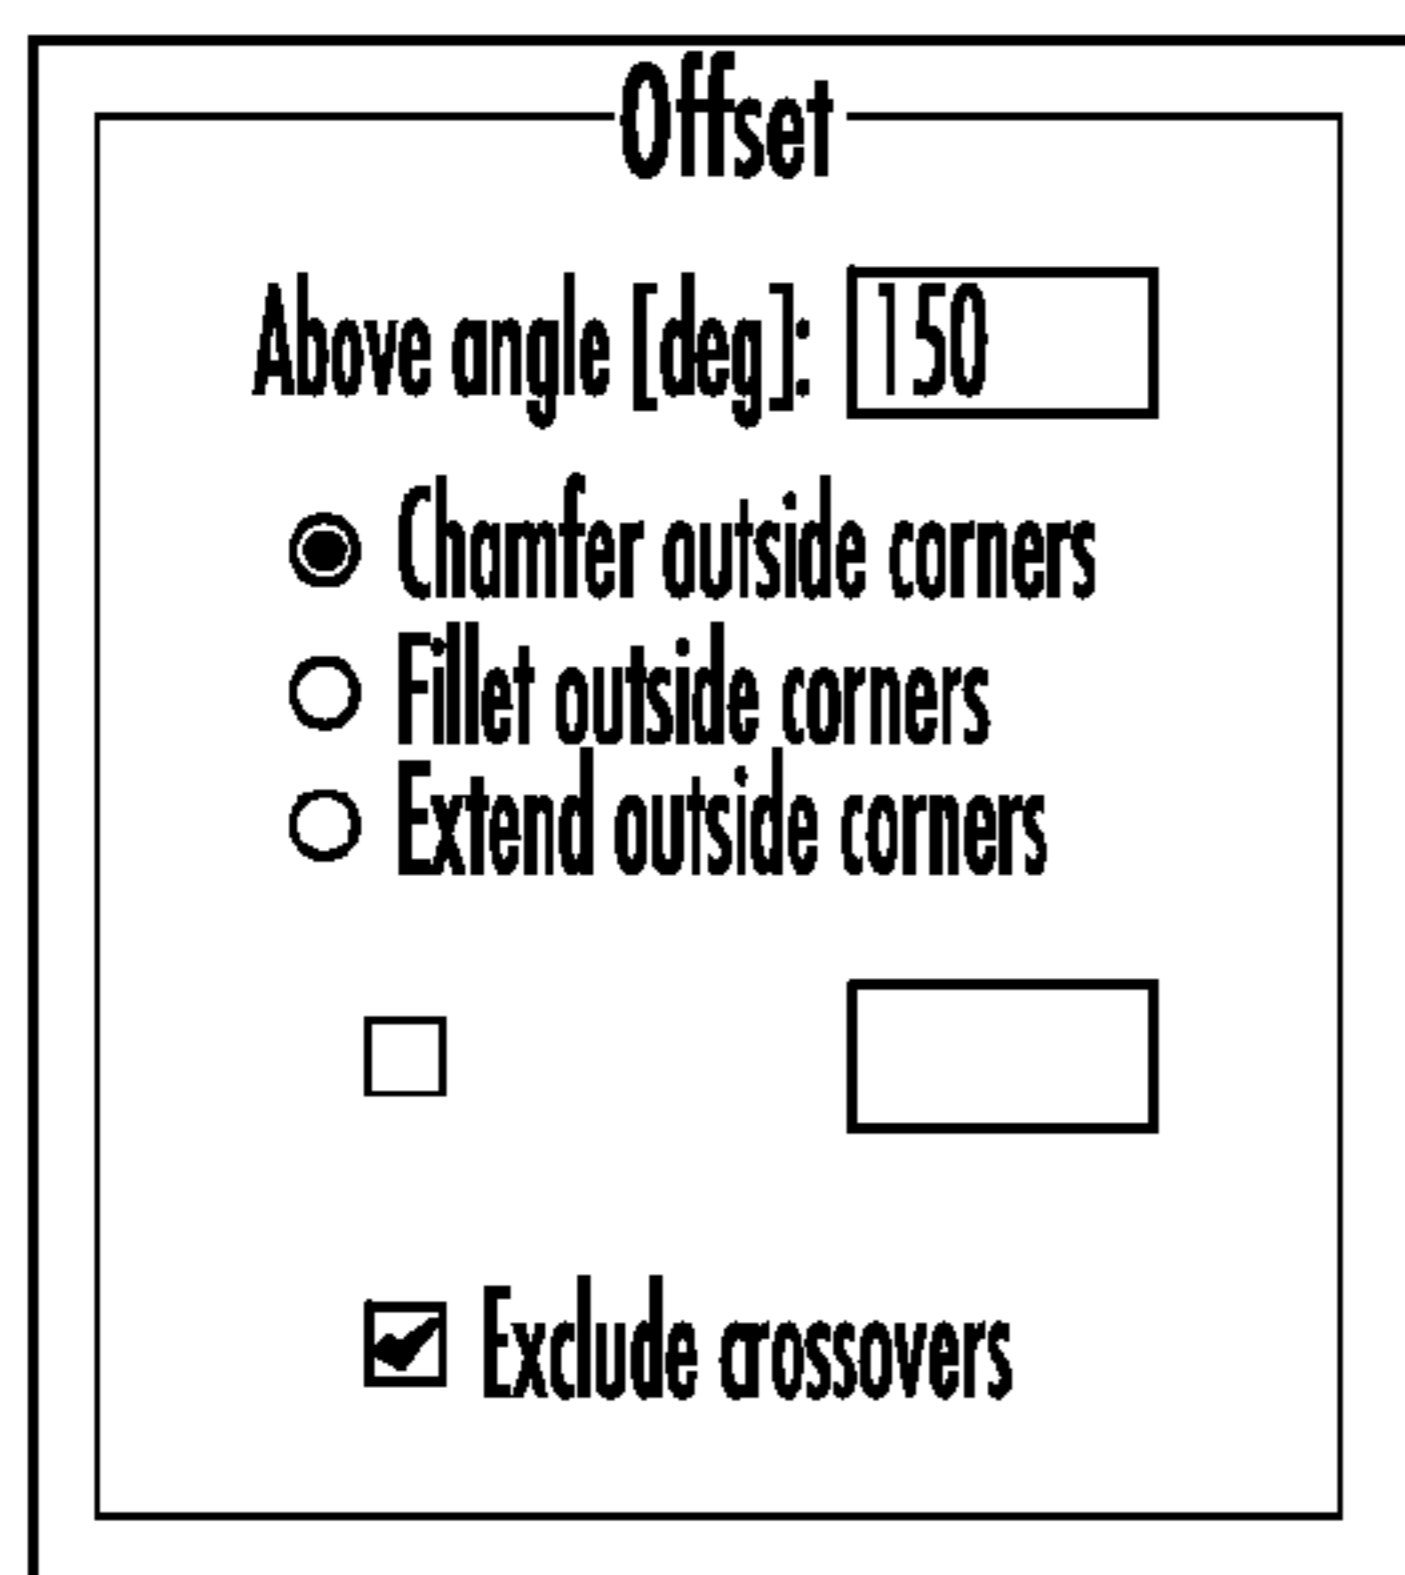 Offset
Above angle [deg]: 150
Chamfer outside corners
Fillet outside corners
Extend outside corners
Exclude crossovers